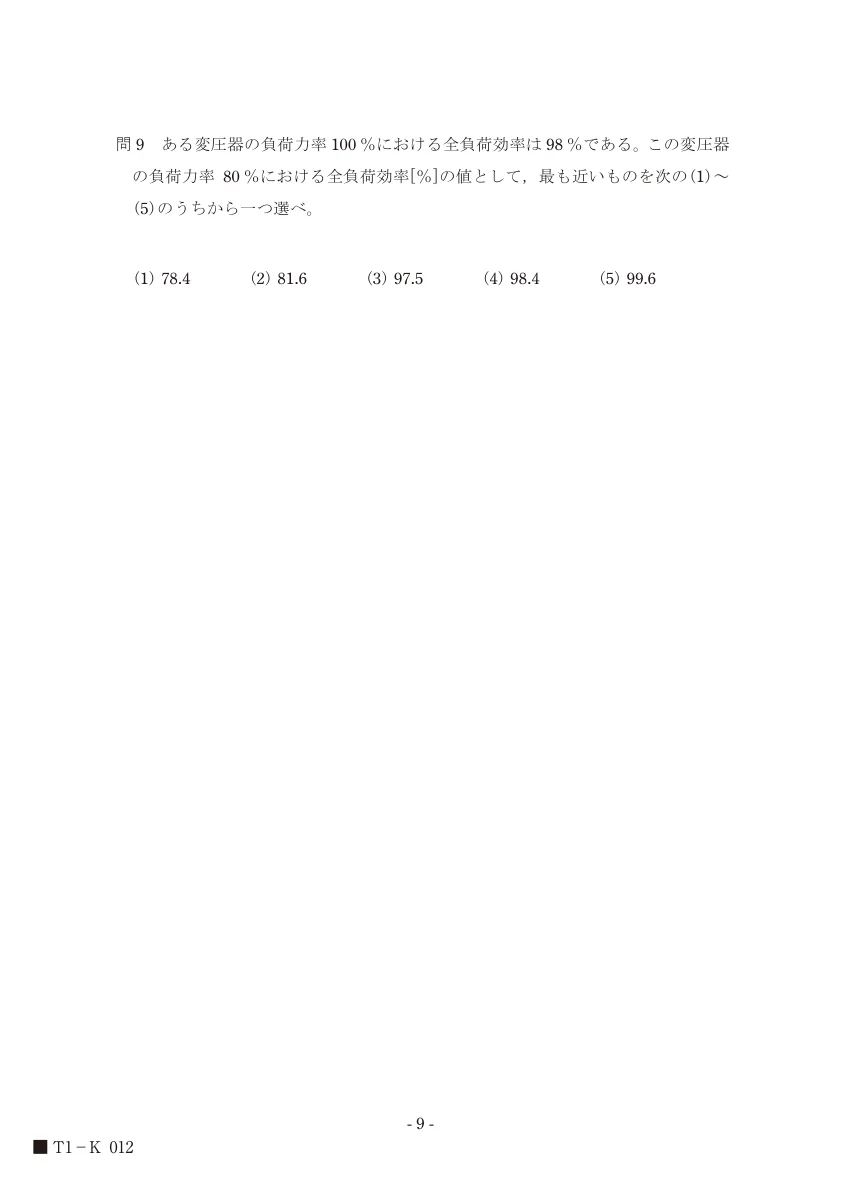 問 9　ある変圧器の負荷力率 100 %における全負荷効率は 98 %である。この変圧器
の負荷力率 80 %における全負荷効率[%]の値として，最も近いものを次の(1)～
(5)のうちから一つ選べ。
(1) 78.4　(2) 81.6　(3) 97.5　(4) 98.4　(5) 99.6
- 9 -
■ T1－K 012